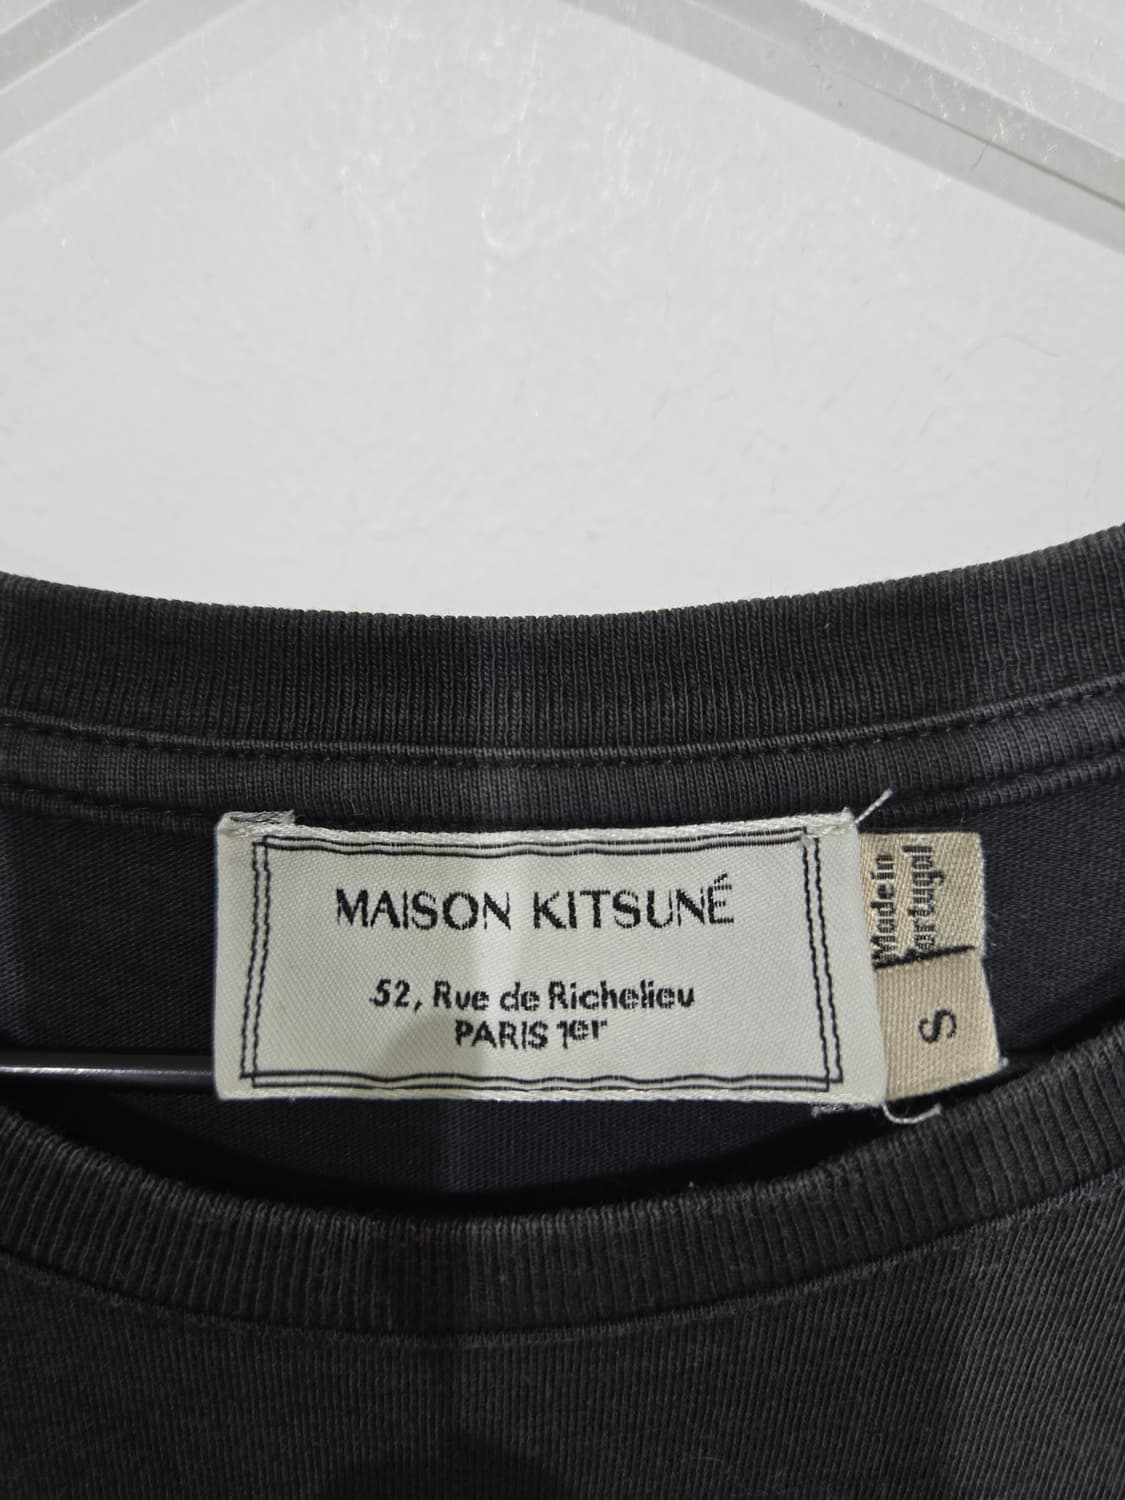 MAISON KITSUNÉ
52, Rue de Richelieu
PARIS 1er
Made in
Portugal
S